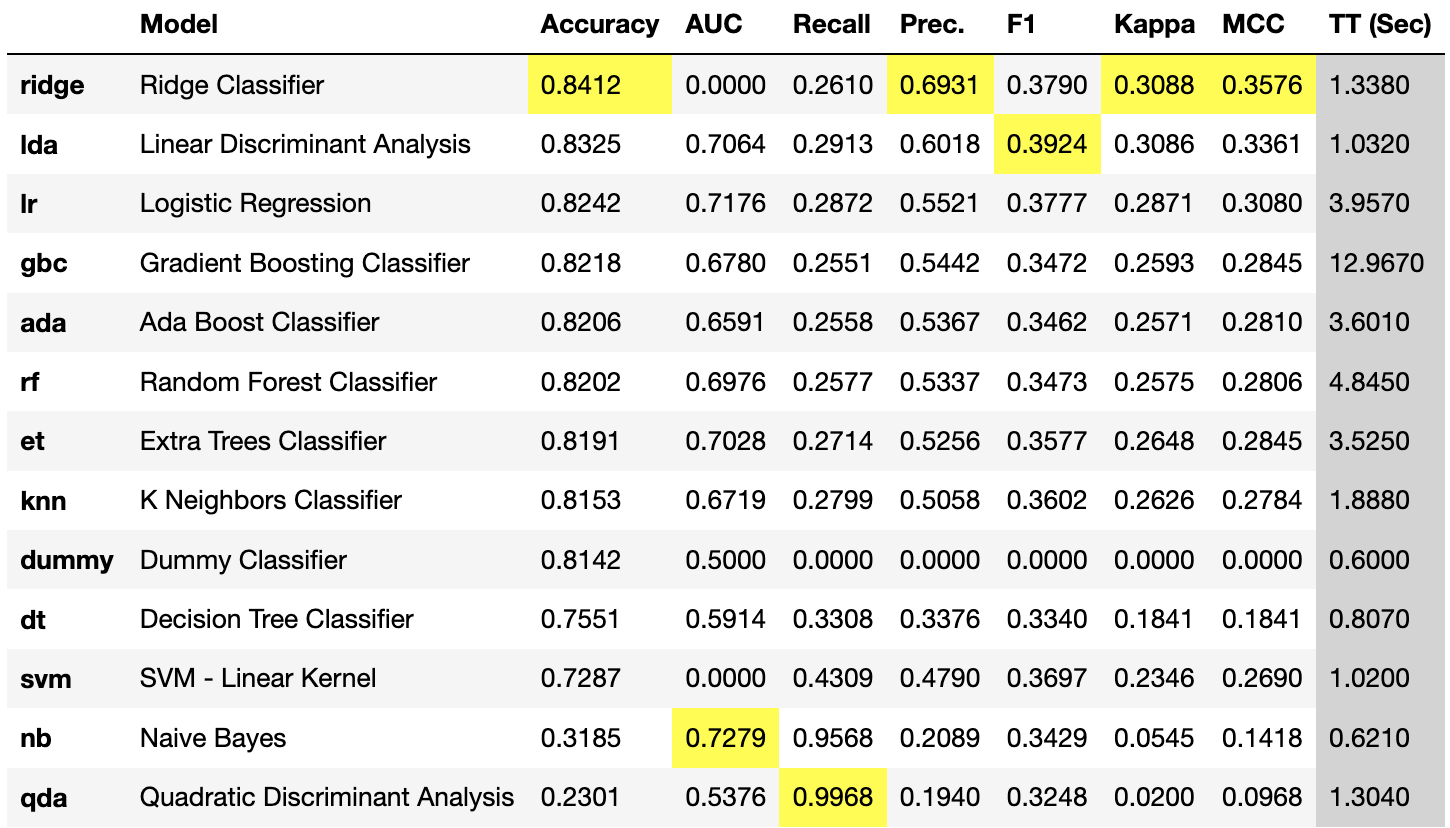 Model Accuracy AUC Recall Prec. F1 Kappa MCC TT (Sec)
ridge Ridge Classifier 0.8412 0.0000 0.2610 0.6931 0.3790 0.3088 0.3576 1.3380
lda Linear Discriminant Analysis 0.8325 0.7064 0.2913 0.6018 0.3924 0.3086 0.3361 1.0320
lr Logistic Regression 0.8242 0.7176 0.2872 0.5521 0.3777 0.2871 0.3080 3.9570
gbc Gradient Boosting Classifier 0.8218 0.6780 0.2551 0.5442 0.3472 0.2593 0.2845 12.9670
ada Ada Boost Classifier 0.8206 0.6591 0.2558 0.5367 0.3462 0.2571 0.2810 3.6010
rf Random Forest Classifier 0.8202 0.6976 0.2577 0.5337 0.3473 0.2575 0.2806 4.8450
et Extra Trees Classifier 0.8191 0.7028 0.2714 0.5256 0.3577 0.2648 0.2845 3.5250
knn K Neighbors Classifier 0.8153 0.6719 0.2799 0.5058 0.3602 0.2626 0.2784 1.8880
dummy Dummy Classifier 0.8142 0.5000 0.0000 0.0000 0.0000 0.0000 0.0000 0.6000
dt Decision Tree Classifier 0.7551 0.5914 0.3308 0.3376 0.3340 0.1841 0.1841 0.8070
svm SVM - Linear Kernel 0.7287 0.0000 0.4309 0.4790 0.3697 0.2346 0.2690 1.0200
nb Naive Bayes 0.3185 0.7279 0.9568 0.2089 0.3429 0.0545 0.1418 0.6210
qda Quadratic Discriminant Analysis 0.2301 0.5376 0.9968 0.1940 0.3248 0.0200 0.0968 1.3040